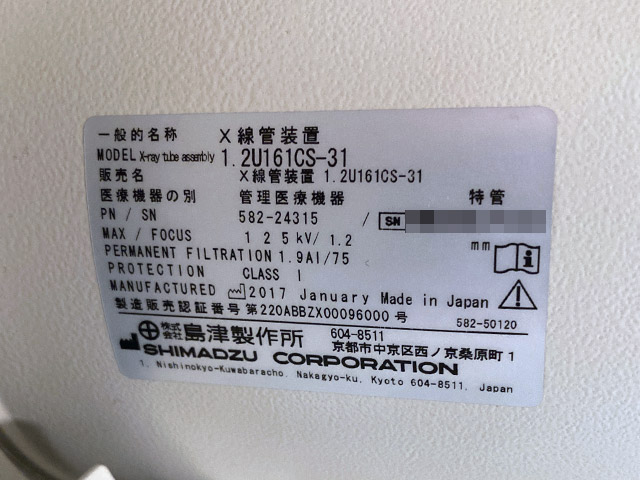 一般的名称 X線管装置
MODEL X-ray tube assembly 1.2U161CS-31
販売名 X線管装置 1.2U161CS-31
医療機器の別 管理医療機器 特管
PN / SN 582-24315 / SN
MAX / FOCUS 125kV/ 1.2 mm
PERMANENT FILTRATION 1.9Al/75
PROTECTION CLASS I
MANUFACTURED 2017 January Made in Japan
製造販売認証番号 第220ABBZX00096000号
582-50120
株式会社 島津製作所 604-8511
京都市中京区西ノ京桑原町1
SHIMADZU CORPORATION
1, Nishinokyo-Kuwabaracho, Nakagyo-ku, Kyoto 604-8511, Japan